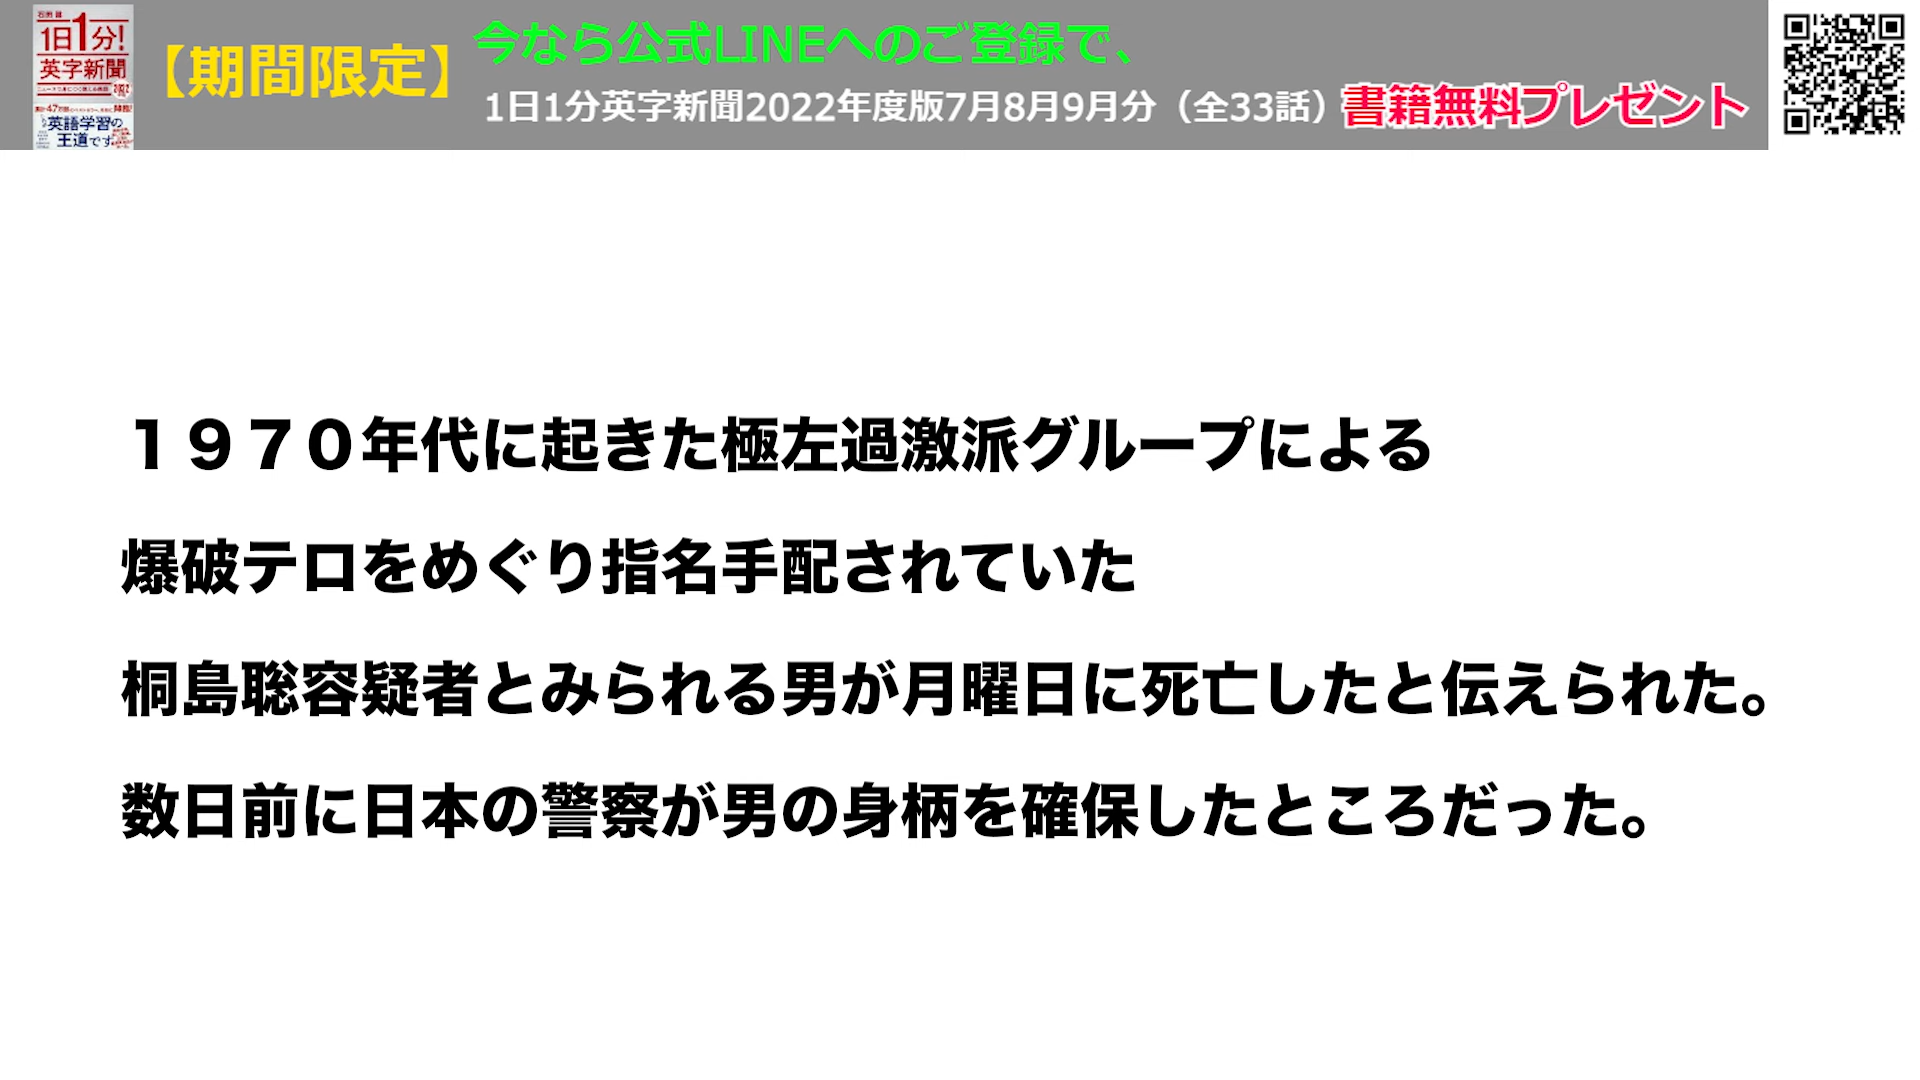 石田 健
1日1分!
英字新聞
2022
英語学習の
王道です
【期間限定】
今なら公式LINEへのご登録で、
1日1分英字新聞2022年度版7月8月9月分（全33話）書籍無料プレゼント
１９７０年代に起きた極左過激派グループによる
爆破テロをめぐり指名手配されていた
桐島聡容疑者とみられる男が月曜日に死亡したと伝えられた。
数日前に日本の警察が男の身柄を確保したところだった。